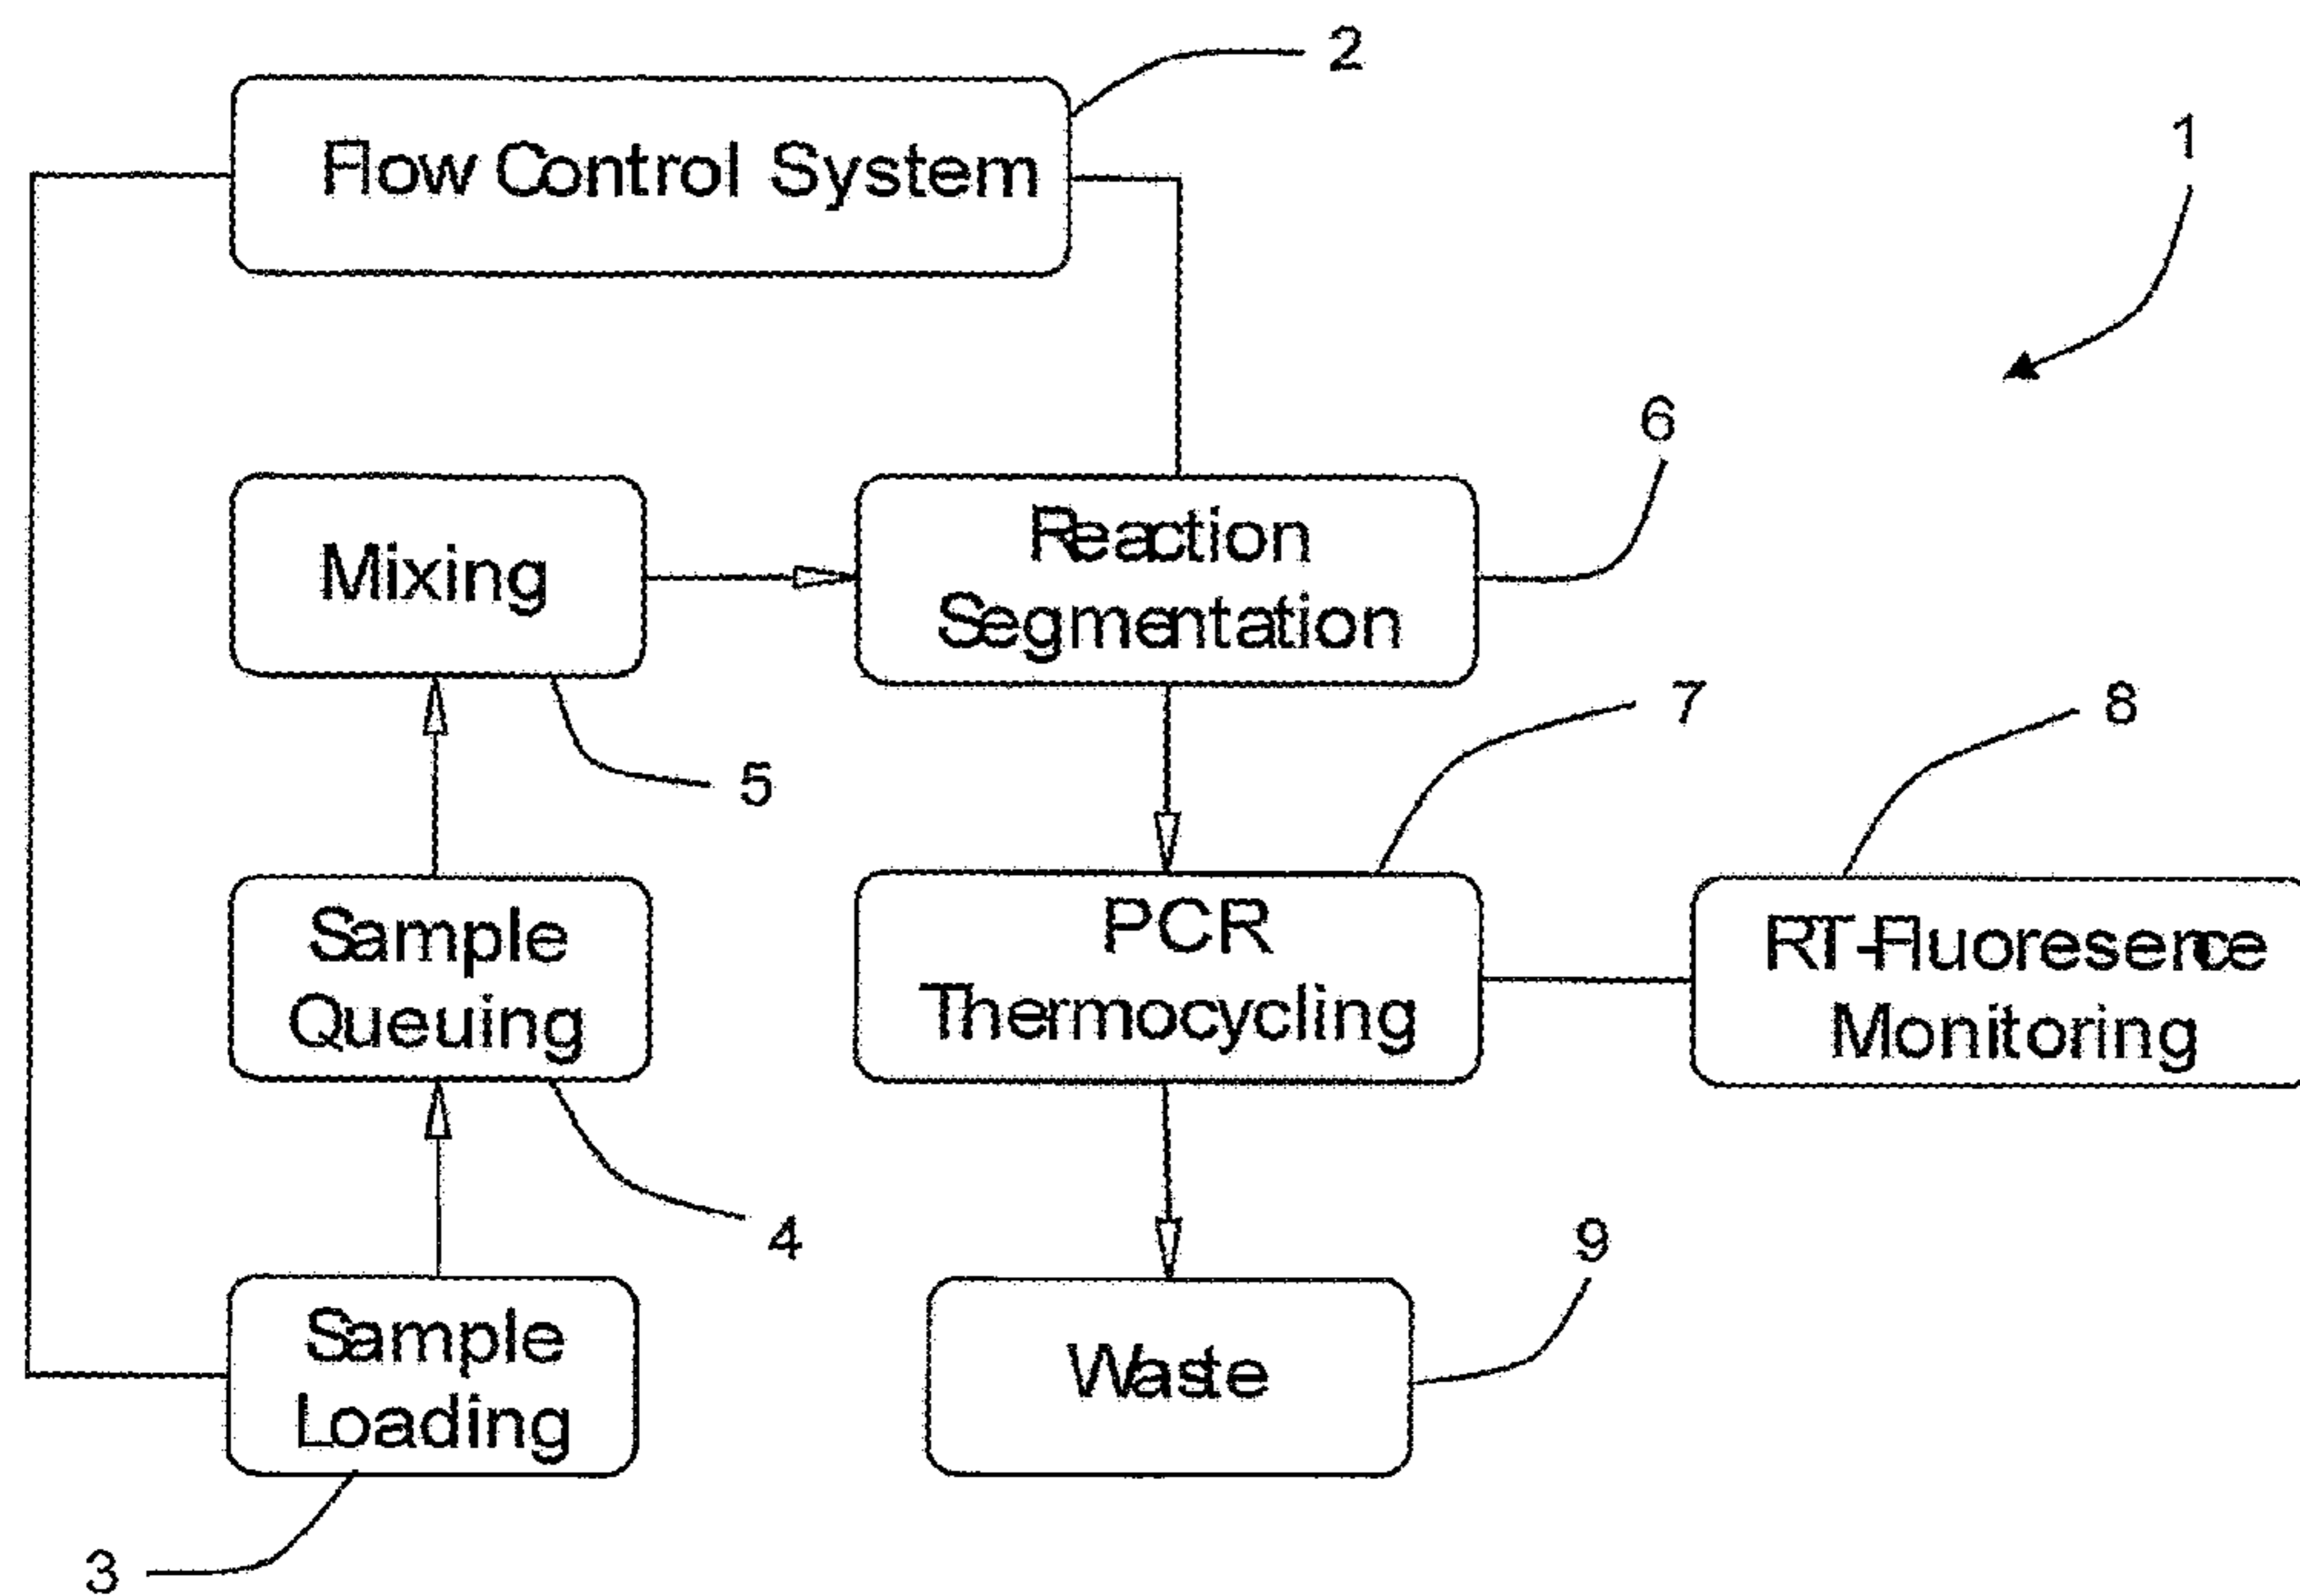 2
Flow Control System
1
6
Mixing
Reaction
Segmentation
7
8
5
Sample
Queuing
PCR
Thermocycling
RT-Fluoresence
Monitoring
4
9
Sample
Loading
Waste
3